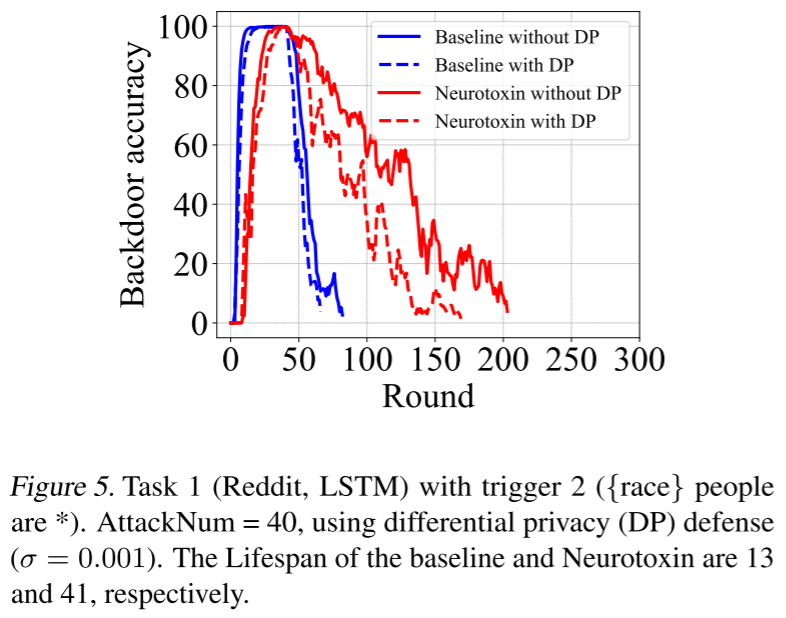 100
80
60
40
20
0
Backdoor accuracy
Baseline without DP
Baseline with DP
Neurotoxin without DP
Neurotoxin with DP
0 50 100 150 200 250 300
Round
Figure 5. Task 1 (Reddit, LSTM) with trigger 2 ({race} people
are *). AttackNum = 40, using differential privacy (DP) defense
(σ = 0.001). The Lifespan of the baseline and Neurotoxin are 13
and 41, respectively.